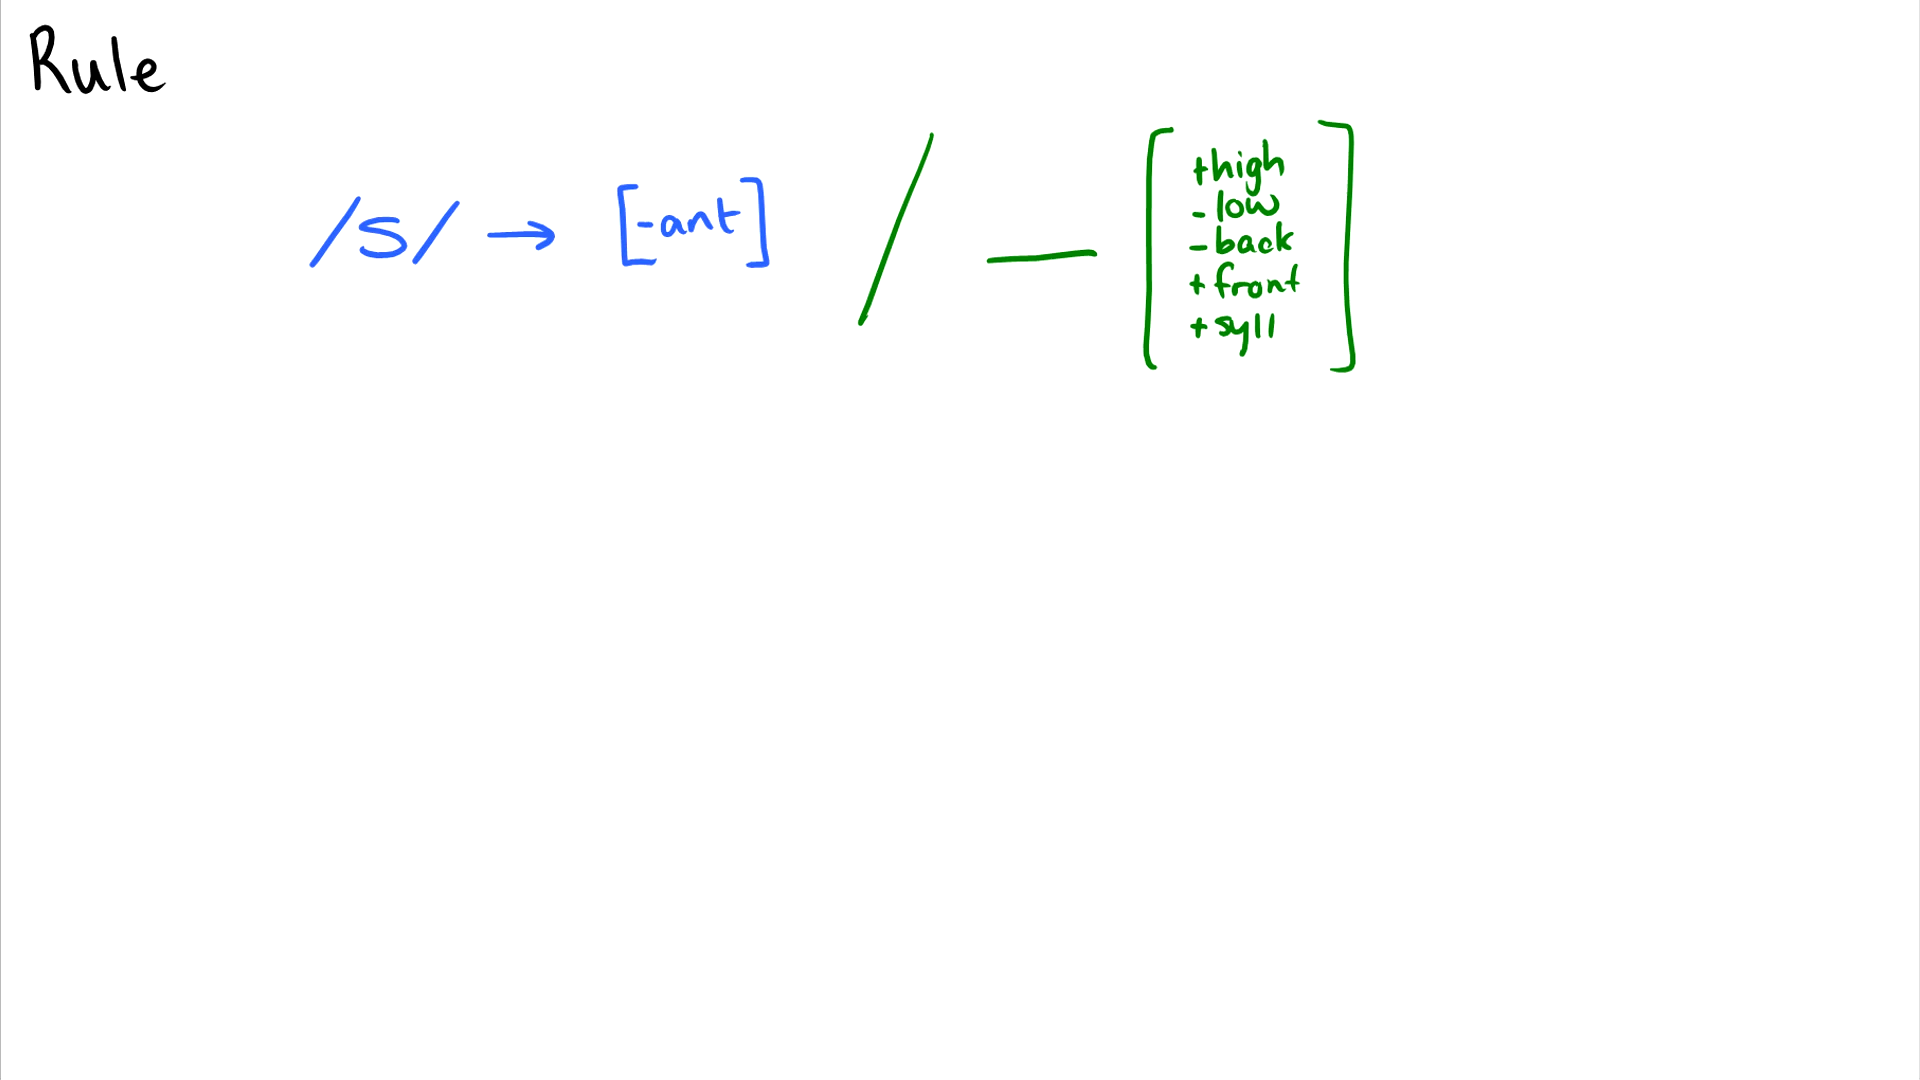 Rule
/s/ → [-ant] / __ [+high
-low
-back
+front
+syll]